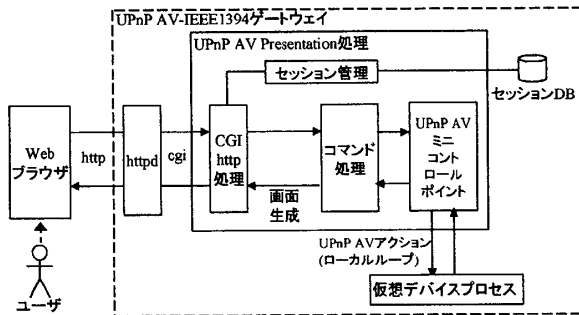 UPnP AV-IEEE1394ゲートウェイ
UPnP AV Presentation処理
セッション管理
セッションDB
Web
ブラウザ
http
httpd
cgi
CGI
http
処理
画面
生成
コマンド
処理
UPnP AV
ミニ
コント
ロール
ポイント
UPnP AVアクション
(ローカルループ)
仮想デバイスプロセス
ユーザ